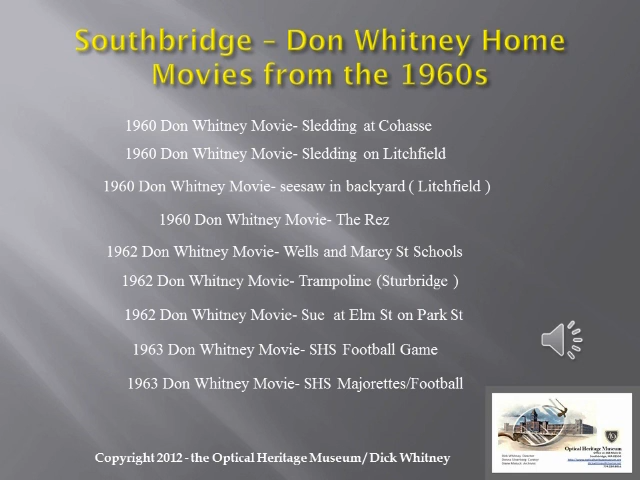 Southbridge – Don Whitney Home
Movies from the 1960s
1960 Don Whitney Movie- Sledding at Cohasse
1960 Don Whitney Movie- Sledding on Litchfield
1960 Don Whitney Movie- seesaw in backyard ( Litchfield )
1960 Don Whitney Movie- The Rez
1962 Don Whitney Movie- Wells and Marcy St Schools
1962 Don Whitney Movie- Trampoline (Sturbridge )
1962 Don Whitney Movie- Sue at Elm St on Park St
1963 Don Whitney Movie- SHS Football Game
1963 Don Whitney Movie- SHS Majorettes/Football
Optical Heritage Museum
Copyright 2012 - the Optical Heritage Museum / Dick Whitney